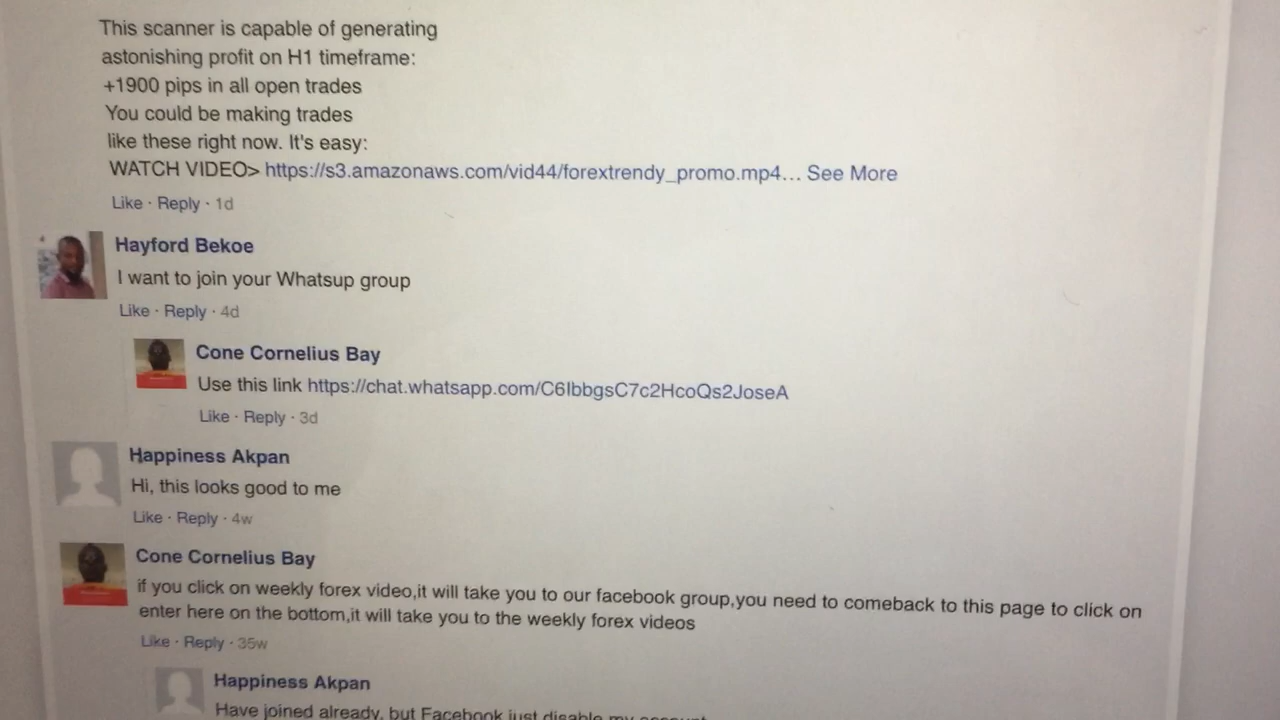 This scanner is capable of generating
astonishing profit on H1 timeframe:
+1900 pips in all open trades
You could be making trades
like these right now. It's easy:
WATCH VIDEO> https://s3.amazonaws.com/vid44/forextrendy_promo.mp4... See More
Like · Reply · 1d
Hayford Bekoe
I want to join your Whatsup group
Like · Reply · 4d
Cone Cornelius Bay
Use this link https://chat.whatsapp.com/C6IbbgsC7c2HcoQs2JoseA
Like · Reply · 3d
Happiness Akpan
Hi, this looks good to me
Like · Reply · 4w
Cone Cornelius Bay
if you click on weekly forex video,it will take you to our facebook group,you need to comeback to this page to click on
enter here on the bottom,it will take you to the weekly forex videos
Like · Reply · 35w
Happiness Akpan
Have joined already, but Facebook just disable my account